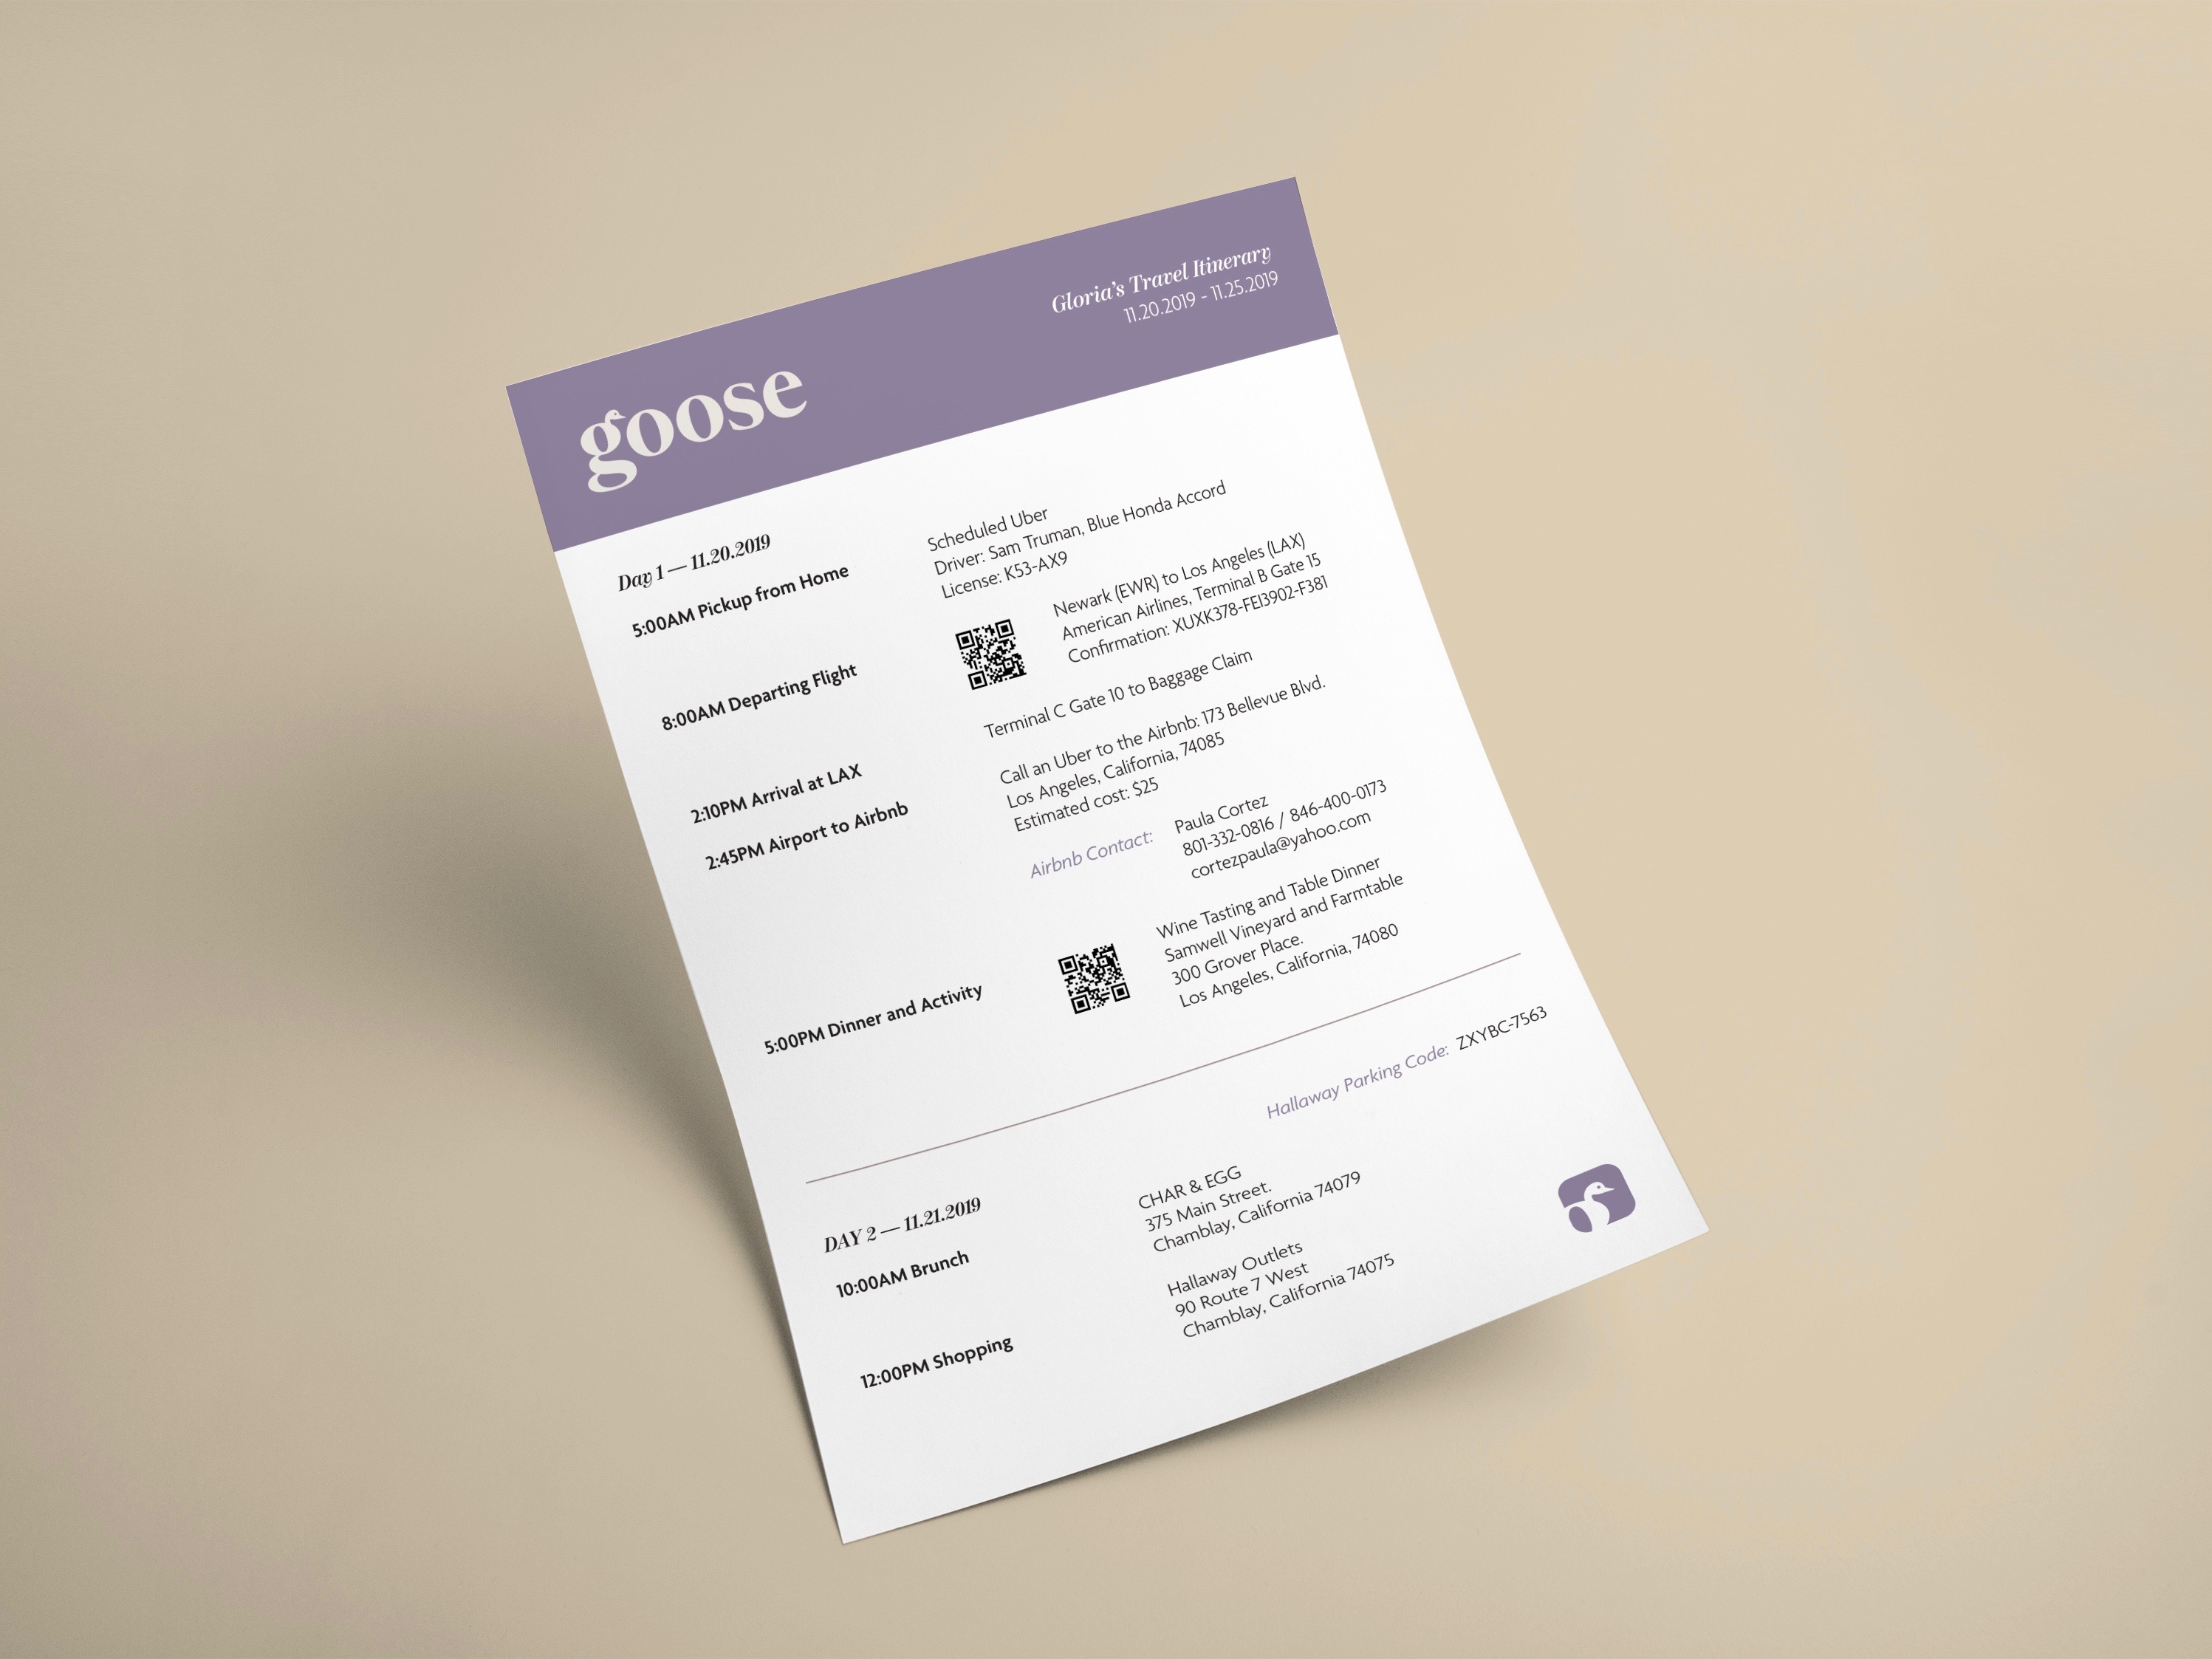 goose
Gloria's Travel Itinerary
11.20.2019 - 11.25.2019
Day 1 — 11.20.2019
5:00AM Pickup from Home
Scheduled Uber
Driver: Sam Truman, Blue Honda Accord
License: K53-AX9
8:00AM Departing Flight
Newark (EWR) to Los Angeles (LAX)
American Airlines, Terminal B Gate 15
Confirmation: XUXK378-FEI3902-F381
2:10PM Arrival at LAX
Terminal C Gate 10 to Baggage Claim
2:45PM Airport to Airbnb
Call an Uber to the Airbnb: 173 Bellevue Blvd.
Los Angeles, California, 74085
Estimated cost: $25
Airbnb Contact:
Paula Cortez
801-332-0816 / 846-400-0173
cortezpaula@yahoo.com
5:00PM Dinner and Activity
Wine Tasting and Table Dinner
Samwell Vineyard and Farmtable
300 Grover Place.
Los Angeles, California, 74080
DAY 2 — 11.21.2019
Hallaway Parking Code: ZXYBC-7563
10:00AM Brunch
CHAR & EGG
375 Main Street.
Chamblay, California 74079
12:00PM Shopping
Hallaway Outlets
90 Route 7 West
Chamblay, California 74075